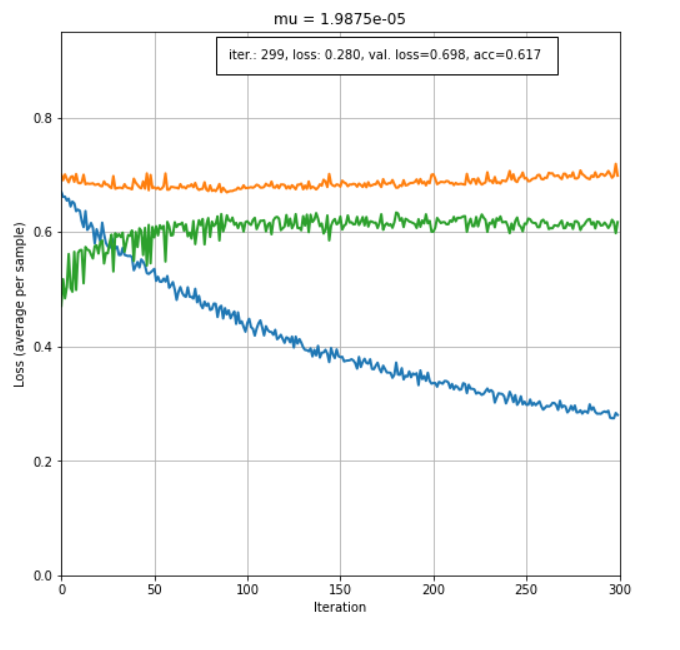 mu = 1.9875e-05
iter.: 299, loss: 0.280, val. loss=0.698, acc=0.617
0.8
0.6
0.4
0.2
0.0
Loss (average per sample)
0 50 100 150 200 250 300
Iteration